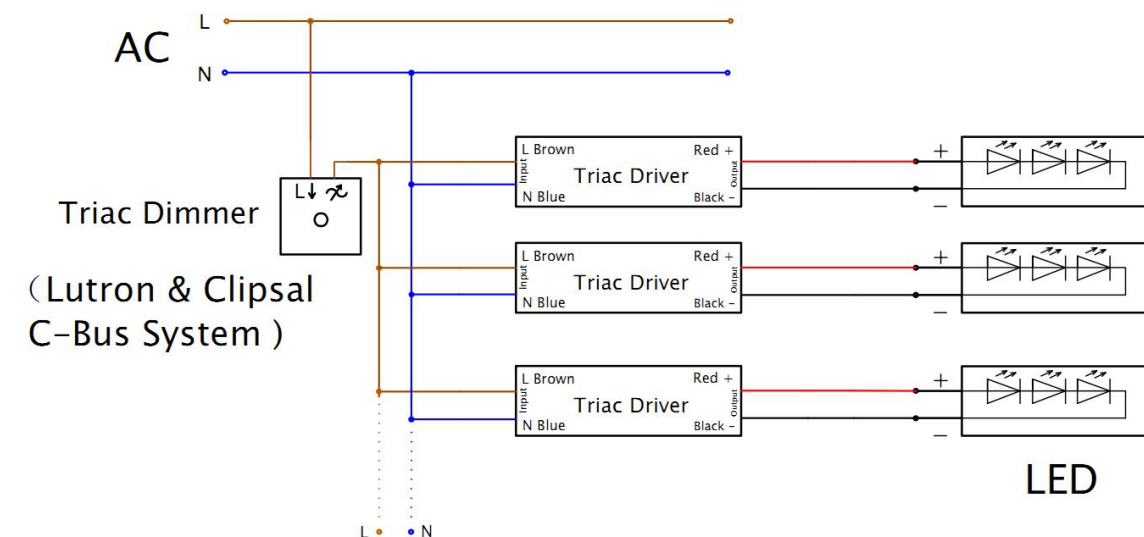 L
AC
N
L Brown
Red +
Input
Triac Driver
Output
N Blue
Black -
+
−
L
Triac Dimmer
(Lutron & Clipsal
C-Bus System )
L Brown
Red +
Input
Triac Driver
Output
N Blue
Black -
+
−
L Brown
Red +
Input
Triac Driver
Output
N Blue
Black -
+
−
LED
L
N